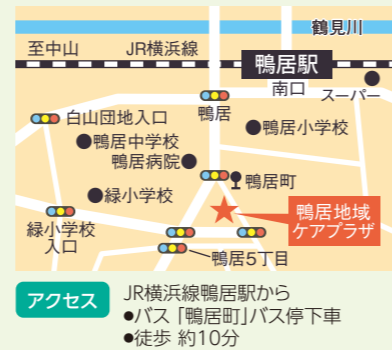 鶴見川
至中山
JR横浜線
鴨居駅
南口
スーパー
白山団地入口
鴨居
鴨居小学校
鴨居中学校
鴨居病院
鴨居町
緑小学校
鴨居地域
ケアプラザ
緑小学校
入口
鴨居5丁目
アクセス
JR横浜線鴨居駅から
●バス 「鴨居町」バス停下車
●徒歩 約10分